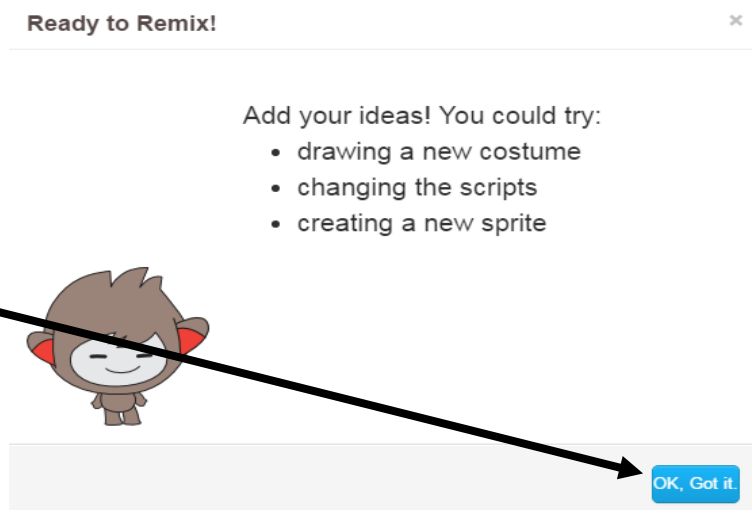 Ready to Remix!
×
Add your ideas! You could try:
• drawing a new costume
• changing the scripts
• creating a new sprite
OK, Got it.